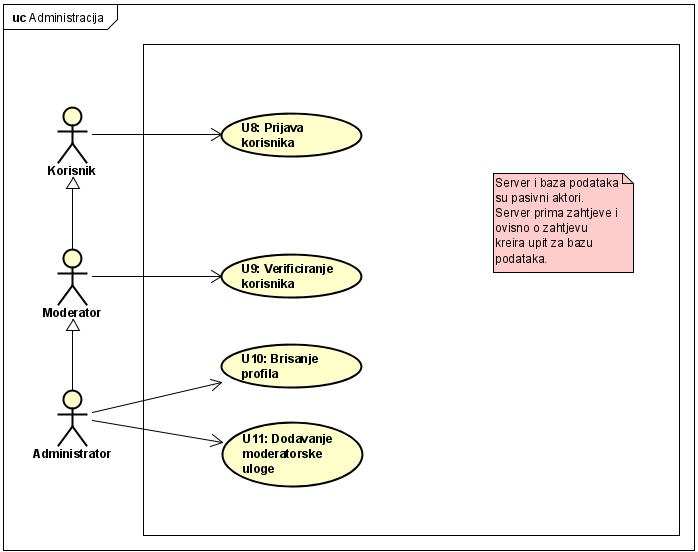 uc Administracija
U8: Prijava
korisnika
Korisnik
Server i baza podataka
su pasivni aktori.
Server prima zahtjeve i
ovisno o zahtjevu
kreira upit za bazu
podataka.
U9: Verificiranje
korisnika
Moderator
U10: Brisanje
profila
Administrator
U11: Dodavanje
moderatorske
uloge